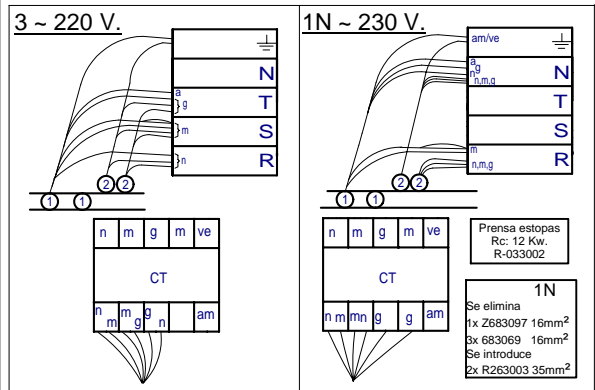 3 ~ 220 V.
N
a
T
g
S
m
R
n
2 2
1 1
n m g m ve
CT
n m m g g n am
1N ~ 230 V.
am/ve
a
g
n
n,m,g
N
T
S
m
R
n,m,g
2 2
1 1
n m g m ve
CT
n m mn g g am
Prensa estopas
Rc: 12 Kw.
R-033002
1N
Se elimina
1x Z683097 16mm²
3x 683069 16mm²
Se introduce
2x R263003 35mm²